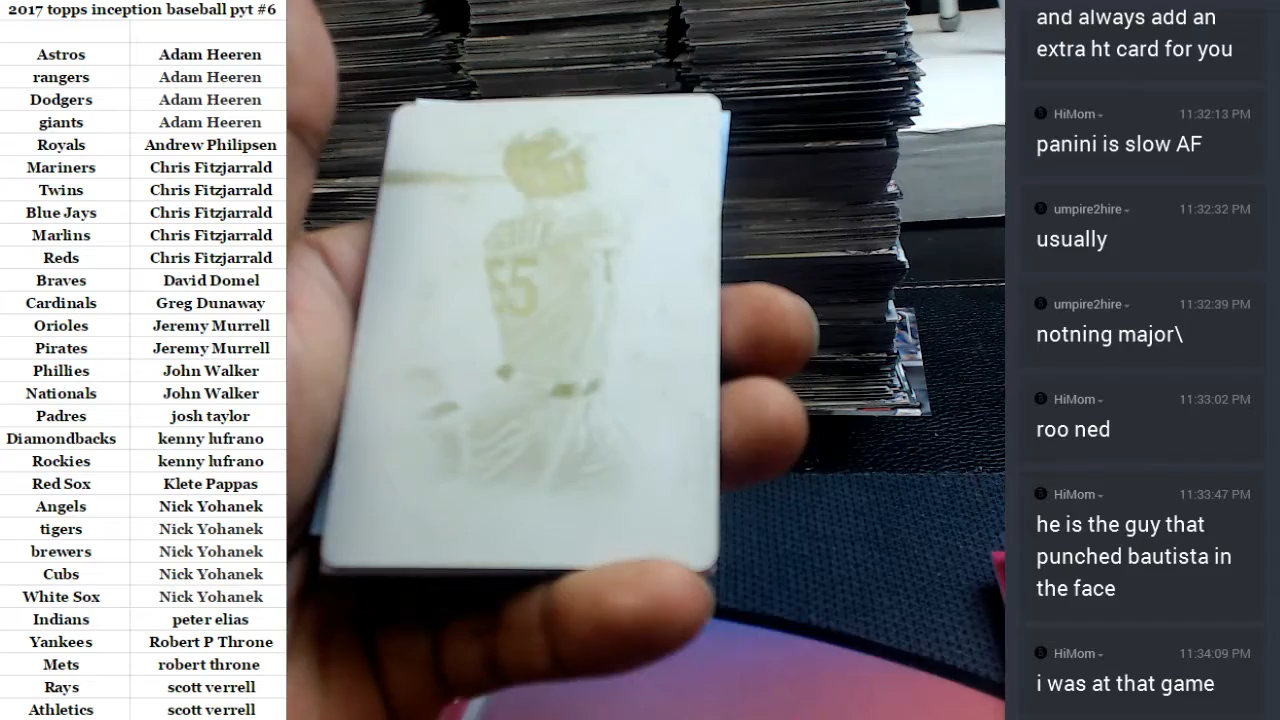 2017 topps inception baseball pyt #6
Astros Adam Heeren
rangers Adam Heeren
Dodgers Adam Heeren
giants Adam Heeren
Royals Andrew Philipsen
Mariners Chris Fitzjarrald
Twins Chris Fitzjarrald
Blue Jays Chris Fitzjarrald
Marlins Chris Fitzjarrald
Reds Chris Fitzjarrald
Braves David Domel
Cardinals Greg Dunaway
Orioles Jeremy Murrell
Pirates Jeremy Murrell
Phillies John Walker
Nationals John Walker
Padres josh taylor
Diamondbacks kenny lufrano
Rockies kenny lufrano
Red Sox Klete Pappas
Angels Nick Yohanek
tigers Nick Yohanek
brewers Nick Yohanek
Cubs Nick Yohanek
White Sox Nick Yohanek
Indians peter elias
Yankees Robert P Throne
Mets robert throne
Rays scott verrell
Athletics scott verrell
55
and always add an
extra ht card for you
HiMom 11:32:13 PM
panini is slow AF
umpire2hire 11:32:32 PM
usually
umpire2hire 11:32:39 PM
notning major\
HiMom 11:33:02 PM
roo ned
HiMom 11:33:47 PM
he is the guy that
punched bautista in
the face
HiMom 11:34:09 PM
i was at that game